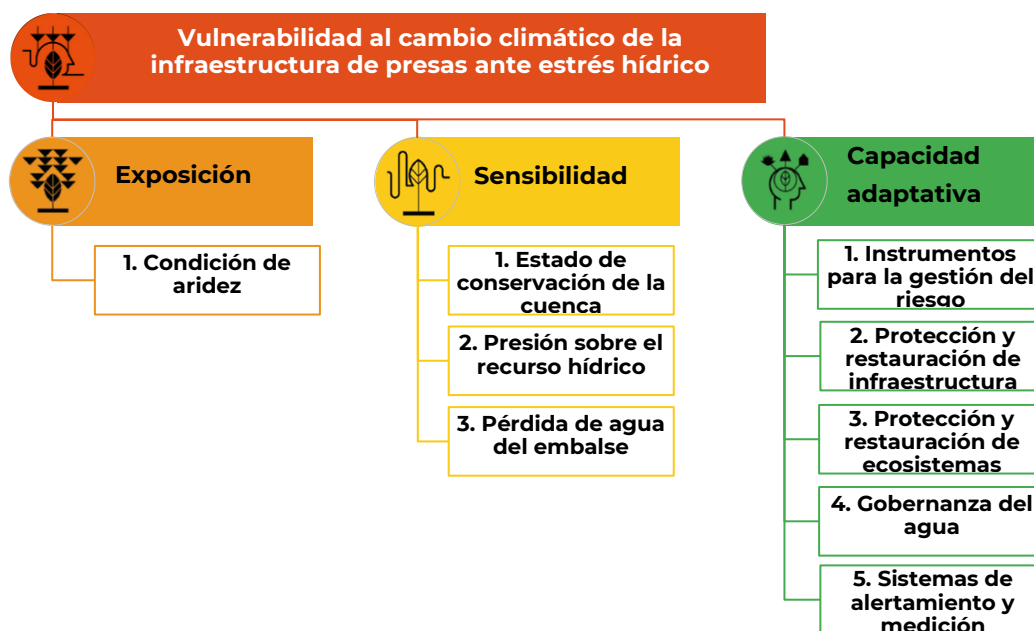 Vulnerabilidad al cambio climático de la
infraestructura de presas ante estrés hídrico
Exposición
1. Condición de
aridez
Sensibilidad
1. Estado de
conservación de la
cuenca
2. Presión sobre el
recurso hídrico
3. Pérdida de agua
del embalse
Capacidad
adaptativa
1. Instrumentos
para la gestión del
riesgo
2. Protección y
restauración de
infraestructura
3. Protección y
restauración de
ecosistemas
4. Gobernanza del
agua
5. Sistemas de
alertamiento y
medición